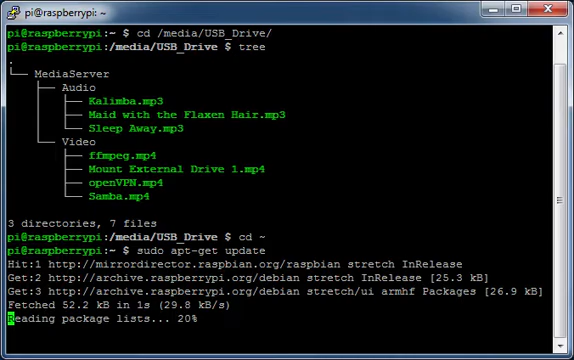 pi@raspberrypi: ~
pi@raspberrypi:~ $ cd /media/USB_Drive/
pi@raspberrypi:/media/USB_Drive $ tree
.
└── MediaServer
    ├── Audio
    │   ├── Kalimba.mp3
    │   ├── Maid with the Flaxen Hair.mp3
    │   └── Sleep Away.mp3
    └── Video
        ├── ffmpeg.mp4
        ├── Mount External Drive 1.mp4
        ├── openVPN.mp4
        └── Samba.mp4
3 directories, 7 files
pi@raspberrypi:/media/USB_Drive $ cd ~
pi@raspberrypi:~ $ sudo apt-get update
Hit:1 http://mirrordirector.raspbian.org/raspbian stretch InRelease
Get:2 http://archive.raspberrypi.org/debian stretch InRelease [25.3 kB]
Get:3 http://archive.raspberrypi.org/debian stretch/ui armhf Packages [26.9 kB]
Fetched 52.2 kB in 1s (29.8 kB/s)
Reading package lists... 20%